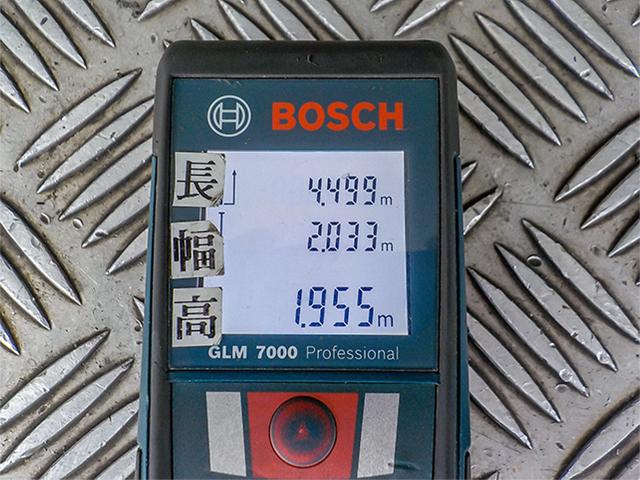 BOSCH
長 4.499m
幅 2.033m
高 1.955m
GLM 7000 Professional